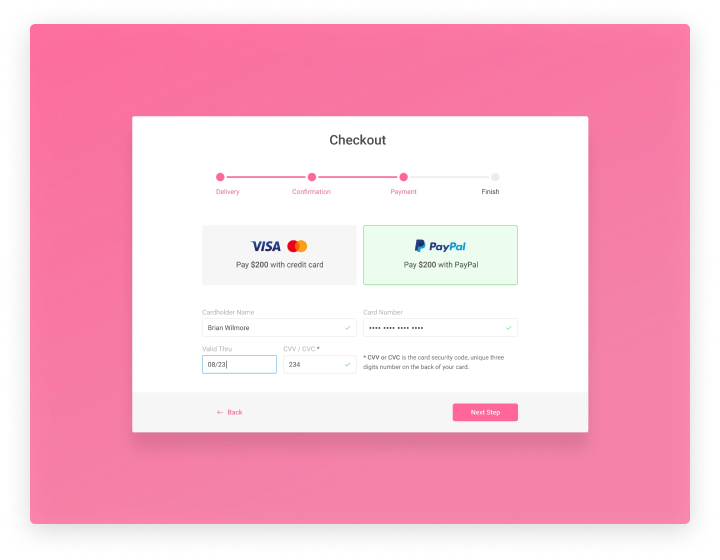 Checkout
Delivery
Confirmation
Payment
Finish
VISA
Pay $200 with credit card
PayPal
Pay $200 with PayPal
Cardholder Name
Card Number
Brian Wilmore
•••• •••• •••• ••••
Valid Thru
CVV / CVC *
08/23
234
* CVV or CVC is the card security code, unique three
digits number on the back of your card.
← Back
Next Step